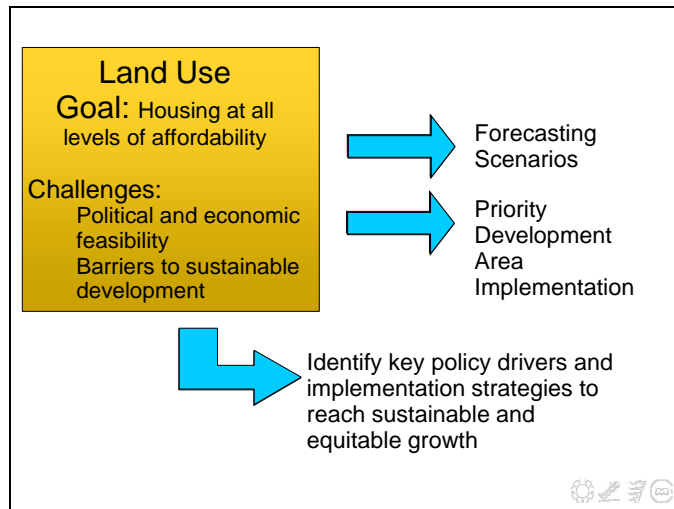 Land Use
Goal: Housing at all
levels of affordability
Challenges:
Political and economic
feasibility
Barriers to sustainable
development
Forecasting
Scenarios
Priority
Development
Area
Implementation
Identify key policy drivers and
implementation strategies to
reach sustainable and
equitable growth